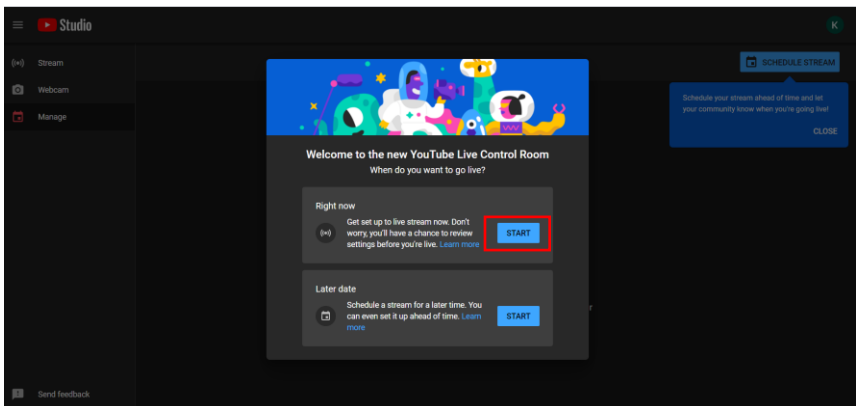 Studio
K
Stream
Webcam
Manage
SCHEDULE STREAM
Schedule your stream ahead of time and let
your community know when you're going live!
CLOSE
Welcome to the new YouTube Live Control Room
When do you want to go live?
Right now
Get set up to live stream now. Don't
worry, you'll have a chance to review
settings before you're live. Learn more
START
Later date
Schedule a stream for a later time. You
can even set it up ahead of time. Learn
more
START
r
Send feedback